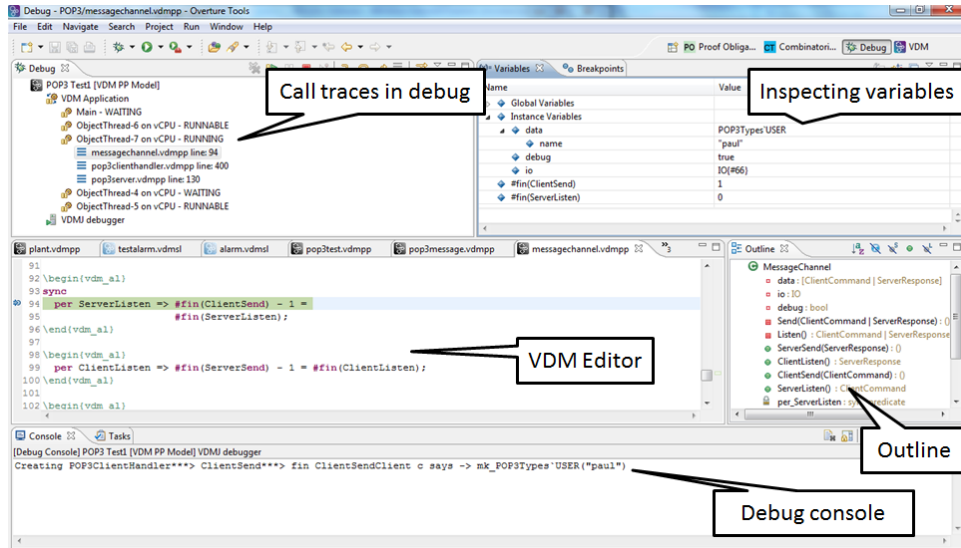 Debug - POP3/messagechannel.vdmpp - Overture Tools
File Edit Navigate Search Project Run Window Help
PO Proof Obliga... CT Combinatori... Debug VDM
Debug
POP3 Test1 [VDM PP Model]
VDM Application
Main - WAITING
ObjectThread-6 on vCPU - RUNNABLE
ObjectThread-7 on vCPU - RUNNING
messagechannel.vdmpp line: 94
pop3clienthandler.vdmpp line: 400
pop3server.vdmpp line: 130
ObjectThread-4 on vCPU - WAITING
ObjectThread-5 on vCPU - RUNNABLE
VDMJ debugger
Call traces in debug
Variables Breakpoints
Name Value
Global Variables
Instance Variables
data POP3Types`USER
name "paul"
debug true
io IO{#66}
#fin(ClientSend) 1
#fin(ServerListen) 0
Inspecting variables
plant.vdmpp testalarm.vdmsl alarm.vdmsl pop3test.vdmpp pop3message.vdmpp messagechannel.vdmpp 3
91
92 \begin{vdm_al}
93 sync
94 per ServerListen => #fin(ClientSend) - 1 =
95 #fin(ServerListen);
96 \end{vdm_al}
97
98 \begin{vdm_al}
99 per ClientListen => #fin(ServerSend) - 1 = #fin(ClientListen);
100 \end{vdm_al}
101
102 \begin{vdm_al}
VDM Editor
Outline
MessageChannel
data : [ClientCommand | ServerResponse]
io : IO
debug : bool
Send(ClientCommand | ServerResponse) : ()
Listen() : ClientCommand | ServerResponse
ServerSend(ServerResponse) : ()
ClientListen() : ServerResponse
ClientSend(ClientCommand) : ()
ServerListen() : ClientCommand
per_ServerListen : predicate
Outline
Console Tasks
[Debug Console] POP3 Test1 [VDM PP Model] VDMJ debugger
Creating POP3ClientHandler***> ClientSend***> fin ClientSendClient c says -> mk_POP3Types`USER("paul")
Debug console